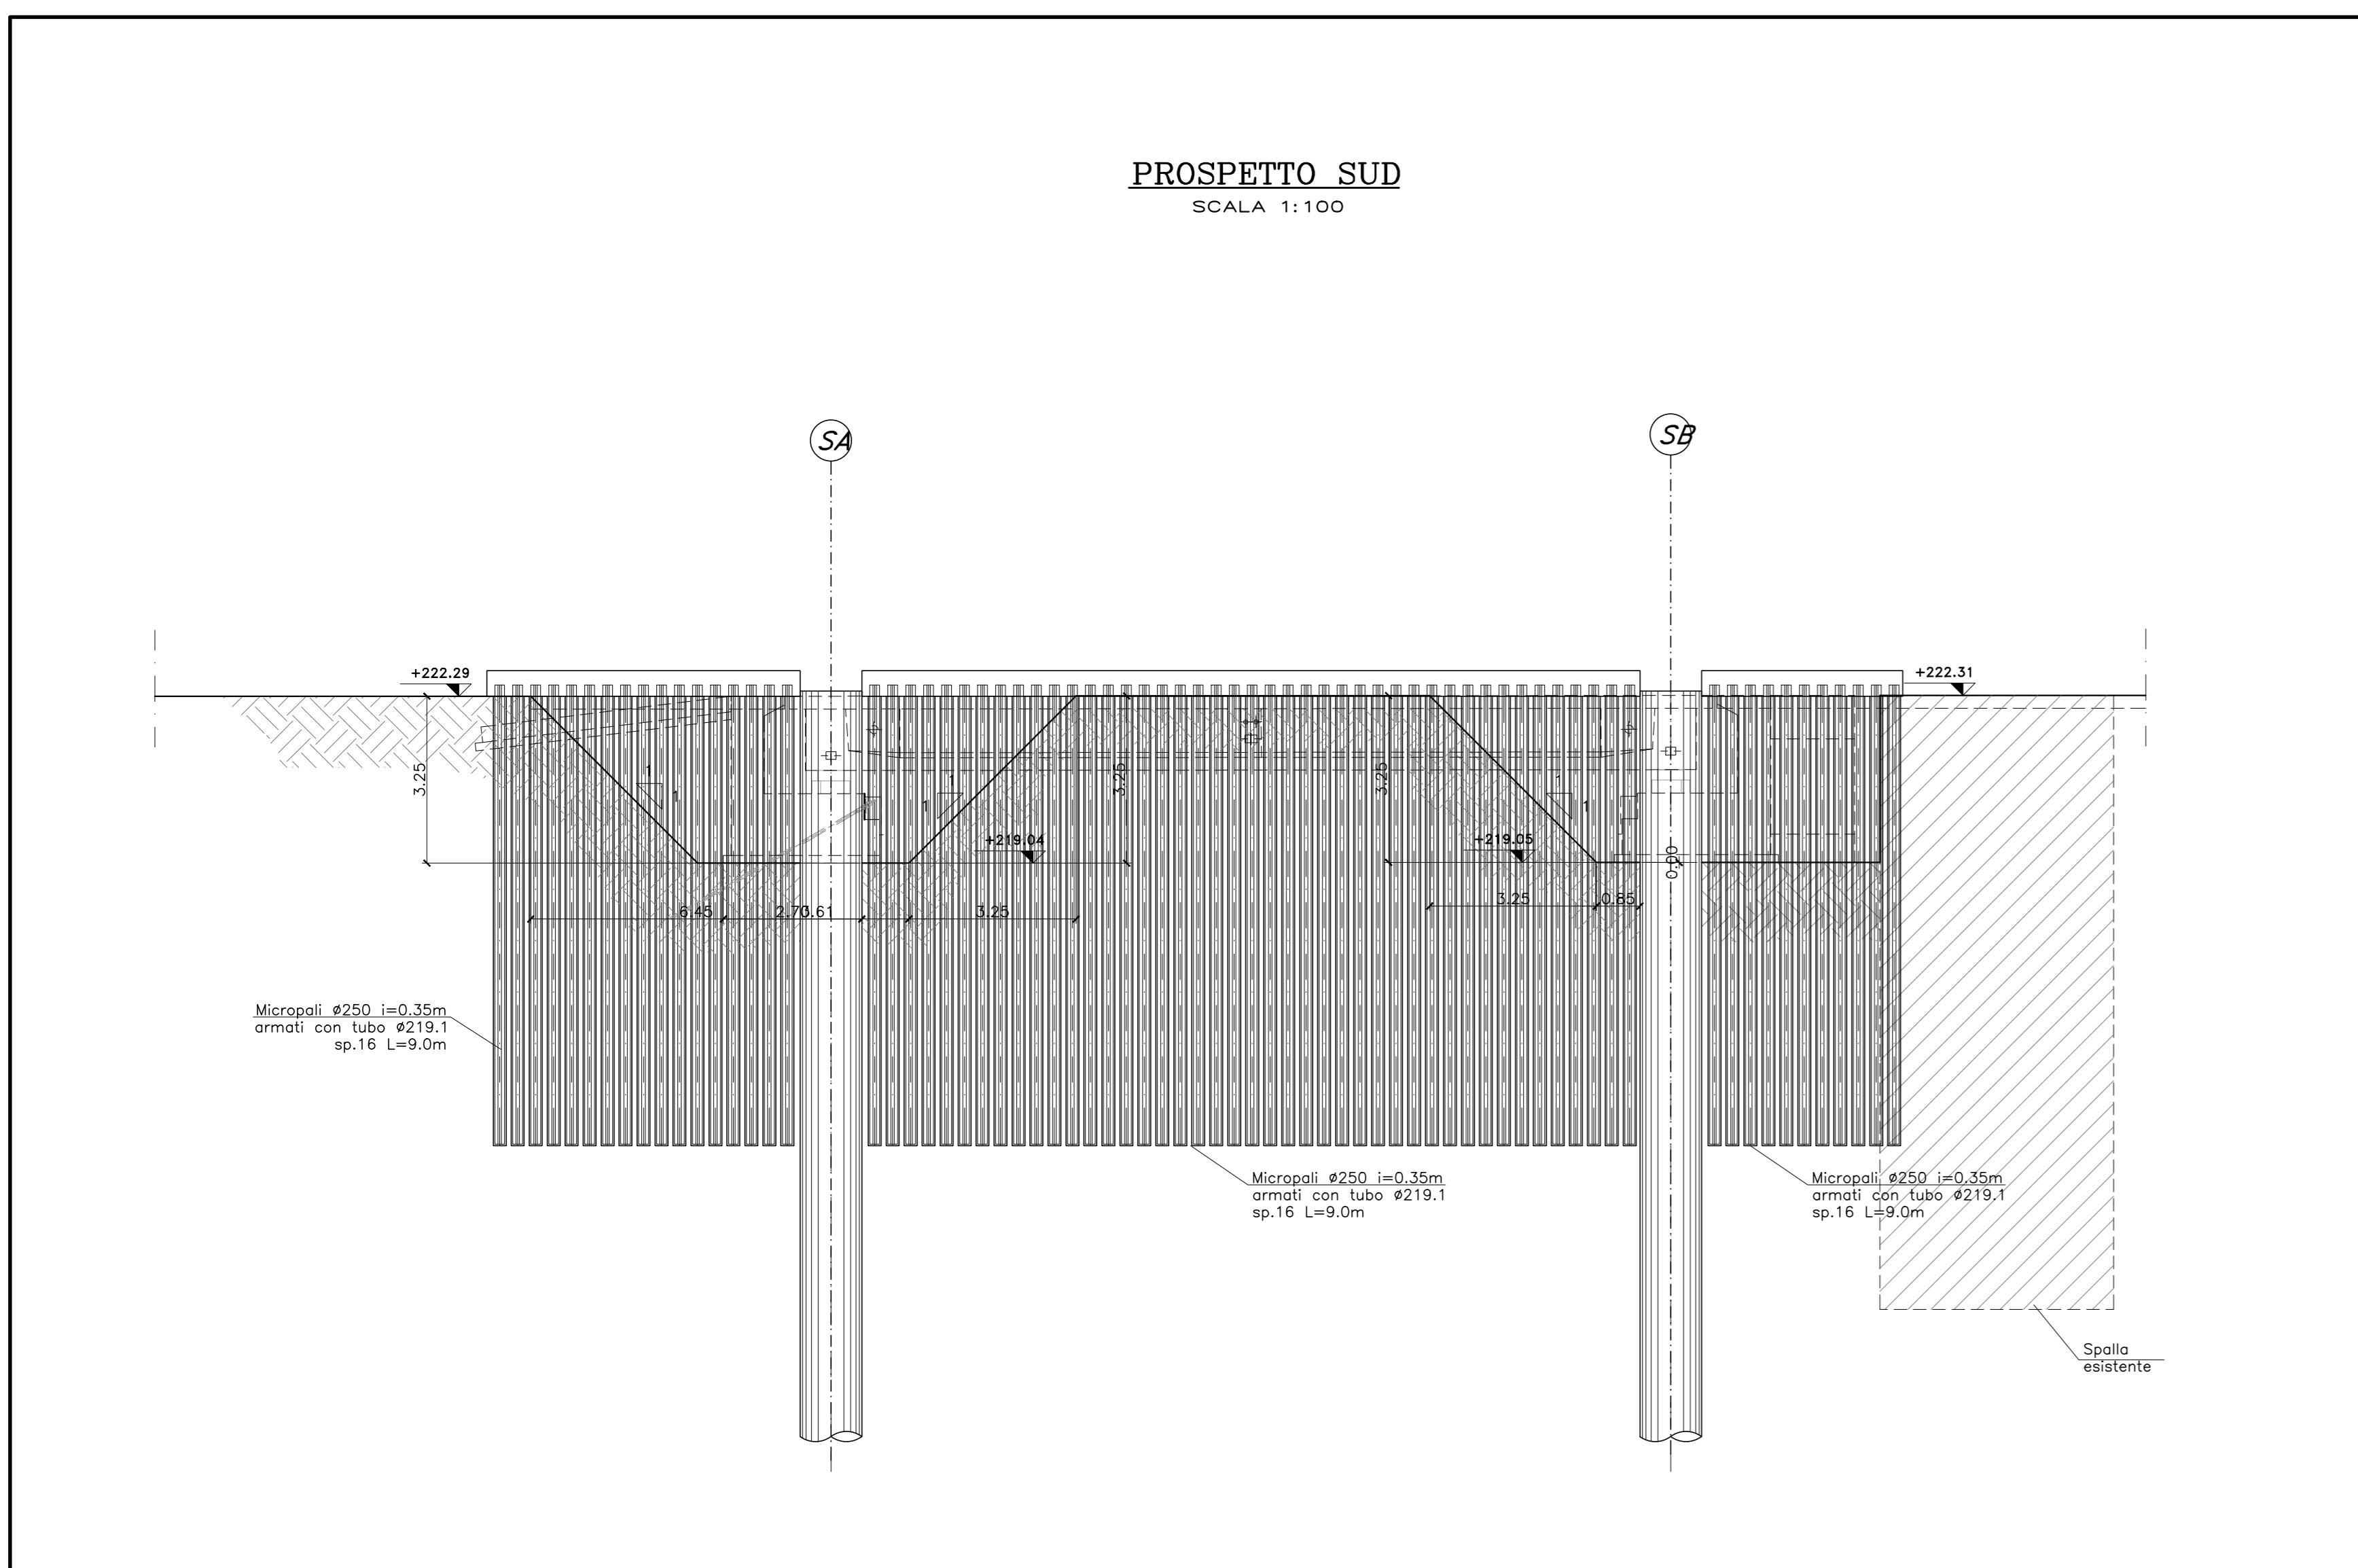 PROSPETTO SUD
SCALA 1:100
SA
SB
+222.29
+222.31
3.25
1
1
1
1
3.25
3.25
1
1
+219.04
+219.05
0.00
6.45
2.70
3.25
3.25
0.85
Micropali ø250 i=0.35m
armati con tubo ø219.1
sp.16 L=9.0m
Micropali ø250 i=0.35m
armati con tubo ø219.1
sp.16 L=9.0m
Micropali ø250 i=0.35m
armati con tubo ø219.1
sp.16 L=9.0m
Spalla
esistente